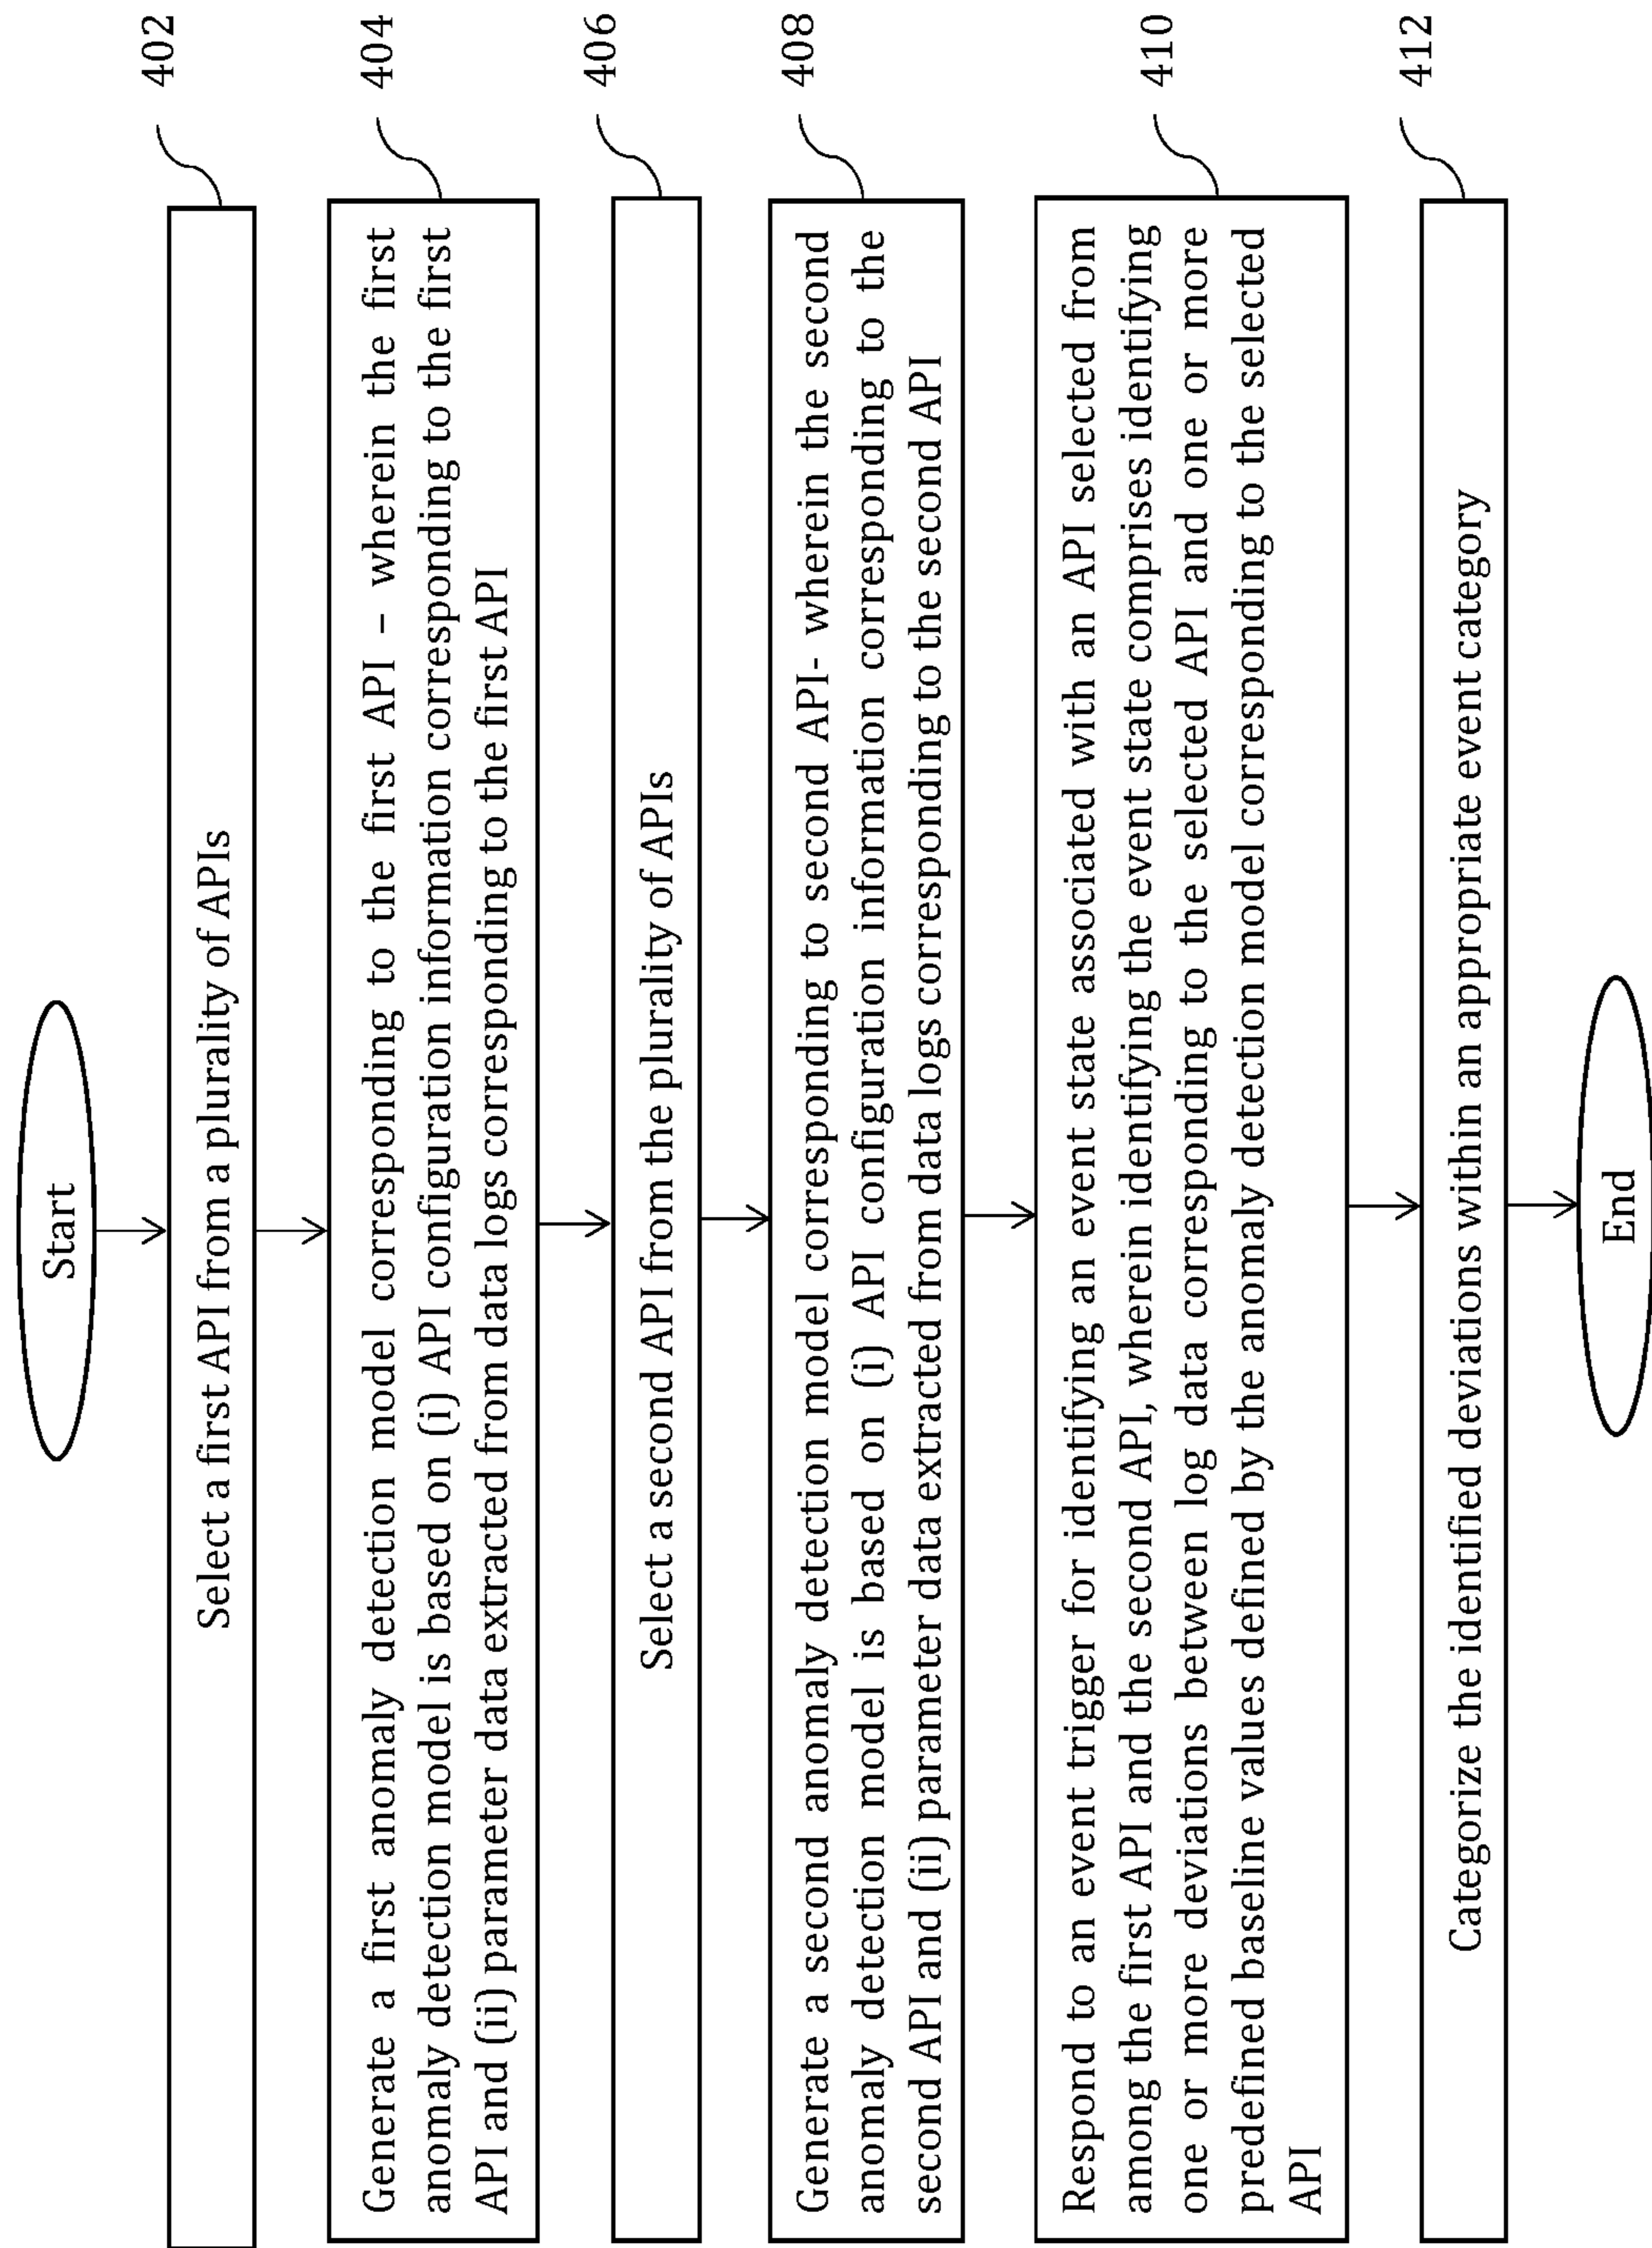 Start
402
Select a first API from a plurality of APIs
404
Generate a first anomaly detection model corresponding to the first API – wherein the first
anomaly detection model is based on (i) API configuration information corresponding to the first
API and (ii) parameter data extracted from data logs corresponding to the first API
406
Select a second API from the plurality of APIs
408
Generate a second anomaly detection model corresponding to second API- wherein the second
anomaly detection model is based on (i) API configuration information corresponding to the
second API and (ii) parameter data extracted from data logs corresponding to the second API
410
Respond to an event trigger for identifying an event state associated with an API selected from
among the first API and the second API, wherein identifying the event state comprises identifying
one or more deviations between log data corresponding to the selected API and one or more
predefined baseline values defined by the anomaly detection model corresponding to the selected
API
412
Categorize the identified deviations within an appropriate event category
End